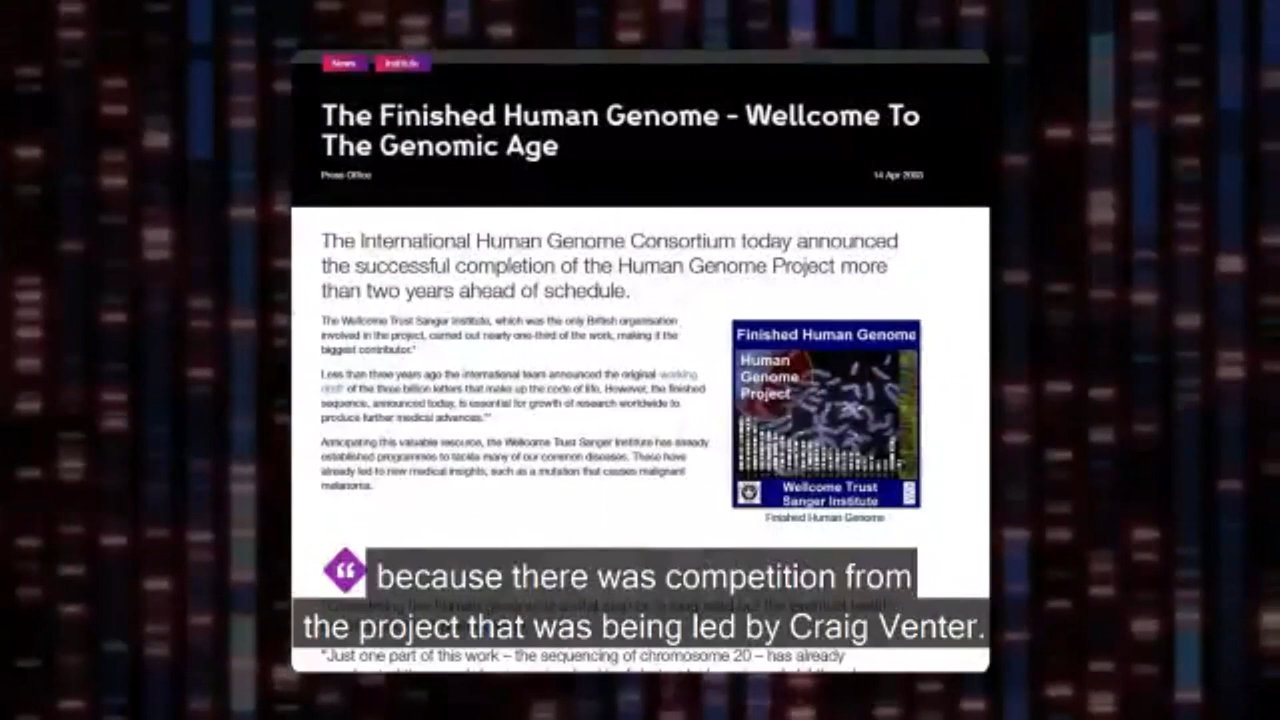 News Institute
The Finished Human Genome - Wellcome To
The Genomic Age
Press Office 14 Apr 2003
The International Human Genome Consortium today announced
the successful completion of the Human Genome Project more
than two years ahead of schedule.
The Wellcome Trust Sanger Institute, which was the only British organisation
involved in the project, carried out nearly one-third of the work, making it the
biggest contributor."
Less than three years ago the international team announced the original working
draft of the three billion letters that make up the code of life. However, the finished
sequence, announced today, is essential for growth of research worldwide to
produce further medical advances.""
Anticipating this valuable resource, the Wellcome Trust Sanger Institute has already
established programmes to tackle many of our common diseases. These have
already led to new medical insights, such as a mutation that causes malignant
melanoma.
Finished Human Genome
Human
Genome
Project
Wellcome Trust
Sanger Institute
Finished Human Genome
because there was competition from
the project that was being led by Craig Venter.
"Just one part of this work – the sequencing of chromosome 20 – has already